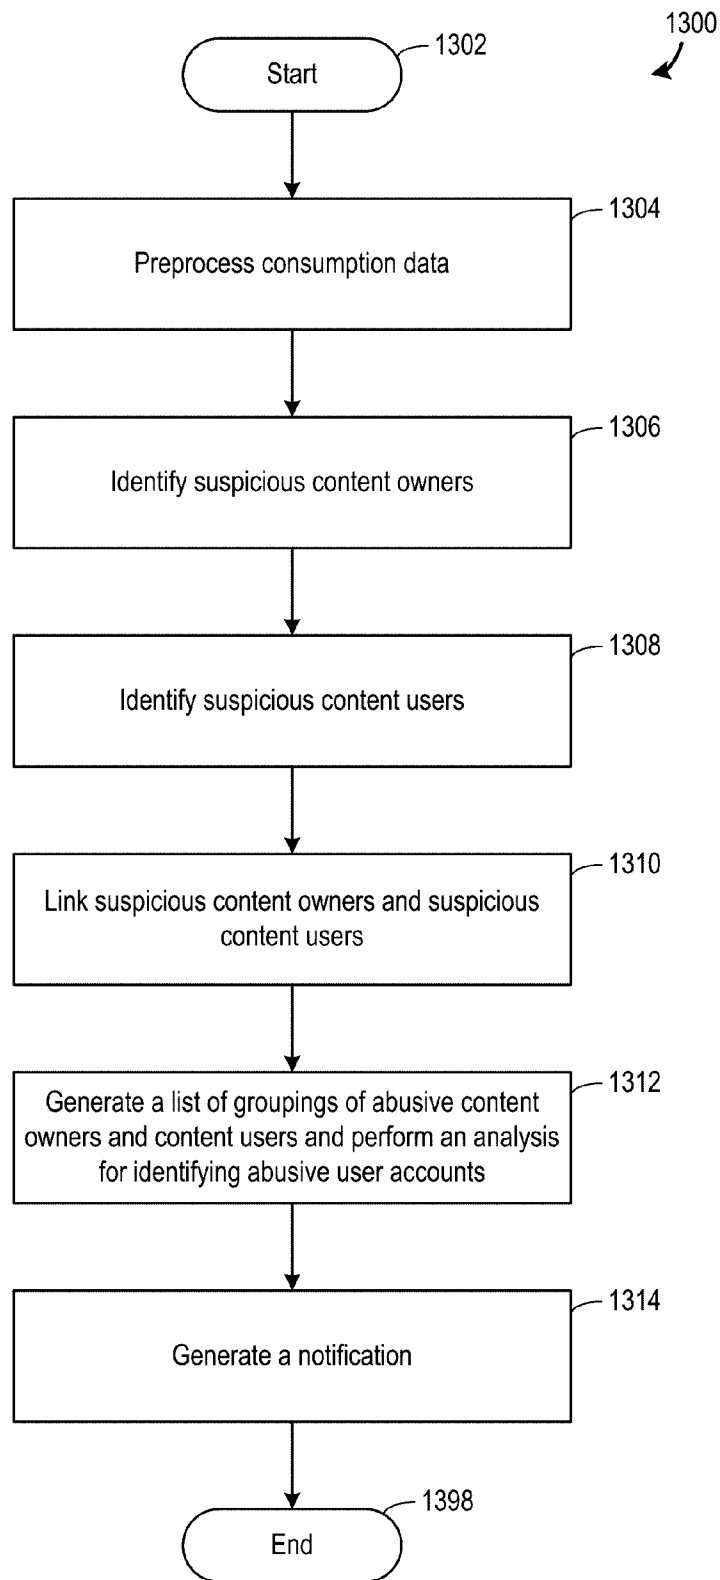 1300
Start
1302
1304
Preprocess consumption data
1306
Identify suspicious content owners
1308
Identify suspicious content users
1310
Link suspicious content owners and suspicious
content users
1312
Generate a list of groupings of abusive content
owners and content users and perform an analysis
for identifying abusive user accounts
1314
Generate a notification
1398
End